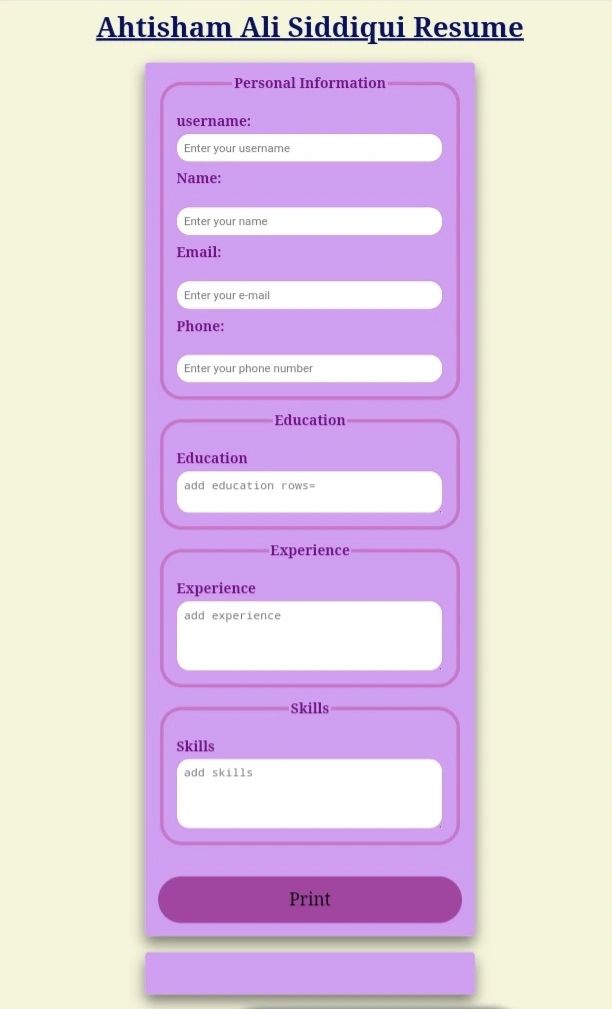 Ahtisham Ali Siddiqui Resume
Personal Information
username:
Enter your username
Name:
Enter your name
Email:
Enter your e-mail
Phone:
Enter your phone number
Education
Education
add education rows=
Experience
Experience
add experience
Skills
Skills
add skills
Print